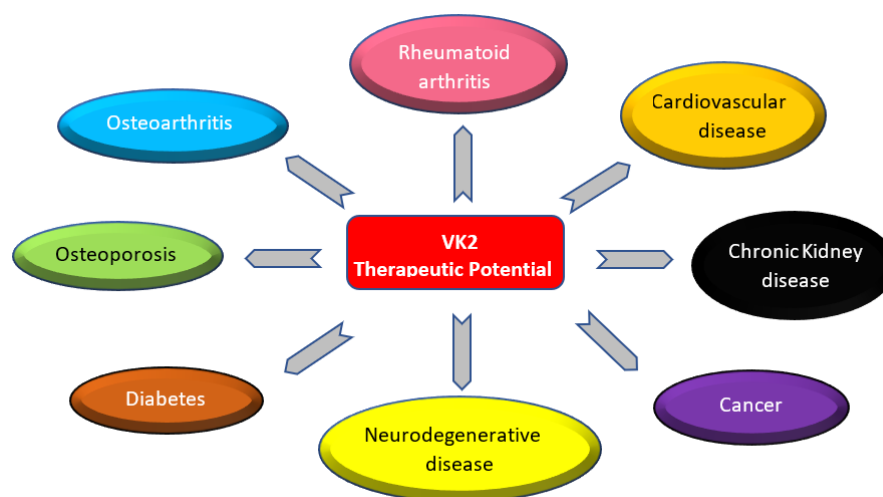 Rheumatoid
arthritis
Osteoarthritis
Cardiovascular
disease
VK2
Therapeutic Potential
Osteoporosis
Chronic Kidney
disease
Diabetes
Cancer
Neurodegenerative
disease